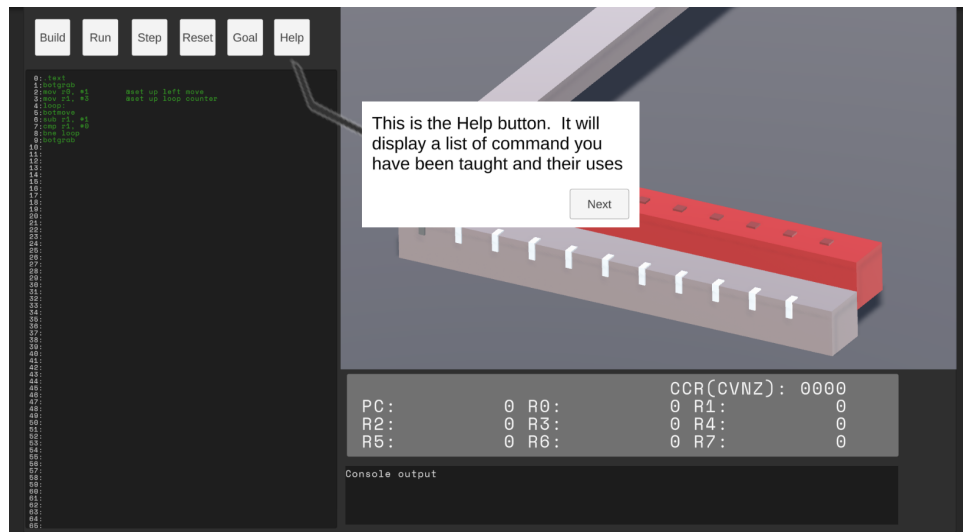 Build Run Step Reset Goal Help
0:.text
1:botgrab
2:mov r0, *1 @set up left move
3:mov r1, *3 @set up loop counter
4:loop:
5:botmove
6:sub r1, *1
7:cmp r1, *0
8:bne loop
9:botgrab
10:
11:
12:
13:
14:
15:
16:
17:
18:
19:
20:
21:
22:
23:
24:
25:
26:
27:
28:
29:
30:
31:
32:
33:
34:
35:
36:
37:
38:
39:
40:
41:
42:
43:
44:
45:
46:
47:
48:
49:
50:
51:
52:
53:
54:
55:
56:
57:
58:
59:
60:
61:
62:
63:
64:
65:
This is the Help button. It will
display a list of command you
have been taught and their uses
Next
CCR(CVNZ): 0000
PC: 0 R0: 0 R1: 0
R2: 0 R3: 0 R4: 0
R5: 0 R6: 0 R7: 0
Console output